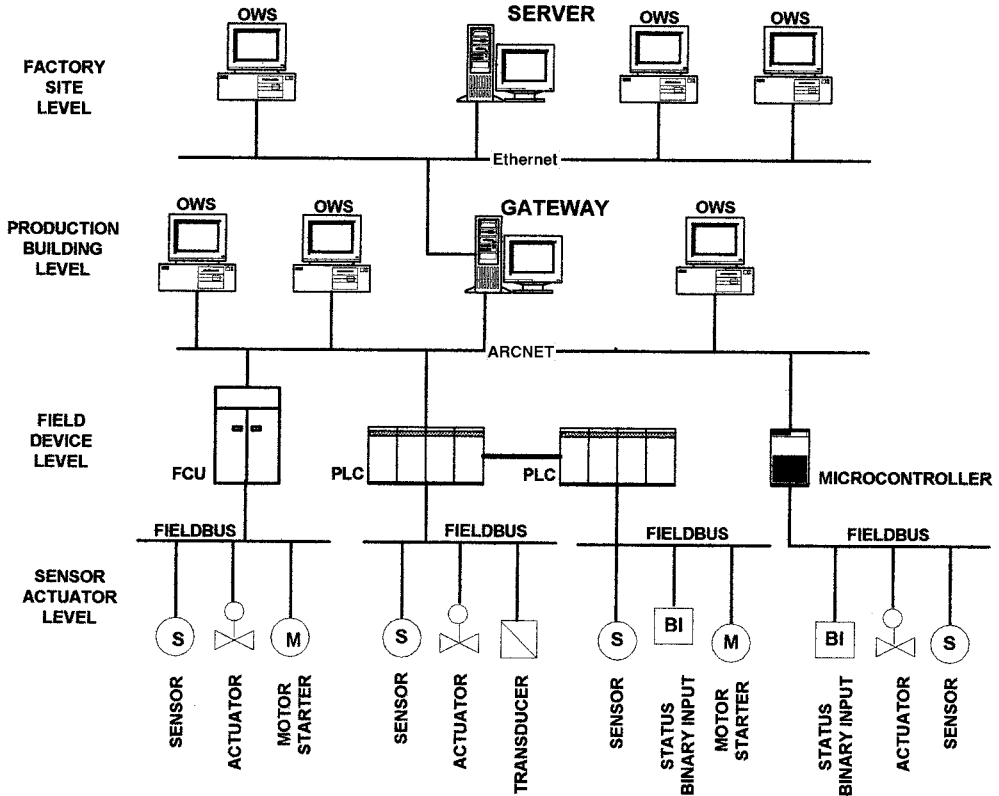 OWS
SERVER
OWS
OWS
FACTORY
SITE
LEVEL
Ethernet
OWS
OWS
GATEWAY
OWS
PRODUCTION
BUILDING
LEVEL
ARCNET
FIELD
DEVICE
LEVEL
FCU
PLC
PLC
MICROCONTROLLER
FIELDBUS
FIELDBUS
FIELDBUS
FIELDBUS
SENSOR
ACTUATOR
LEVEL
S
M
S
S
BI
M
BI
S
SENSOR
ACTUATOR
MOTOR
STARTER
SENSOR
ACTUATOR
TRANSDUCER
SENSOR
STATUS
BINARY INPUT
MOTOR
STARTER
STATUS
BINARY INPUT
ACTUATOR
SENSOR